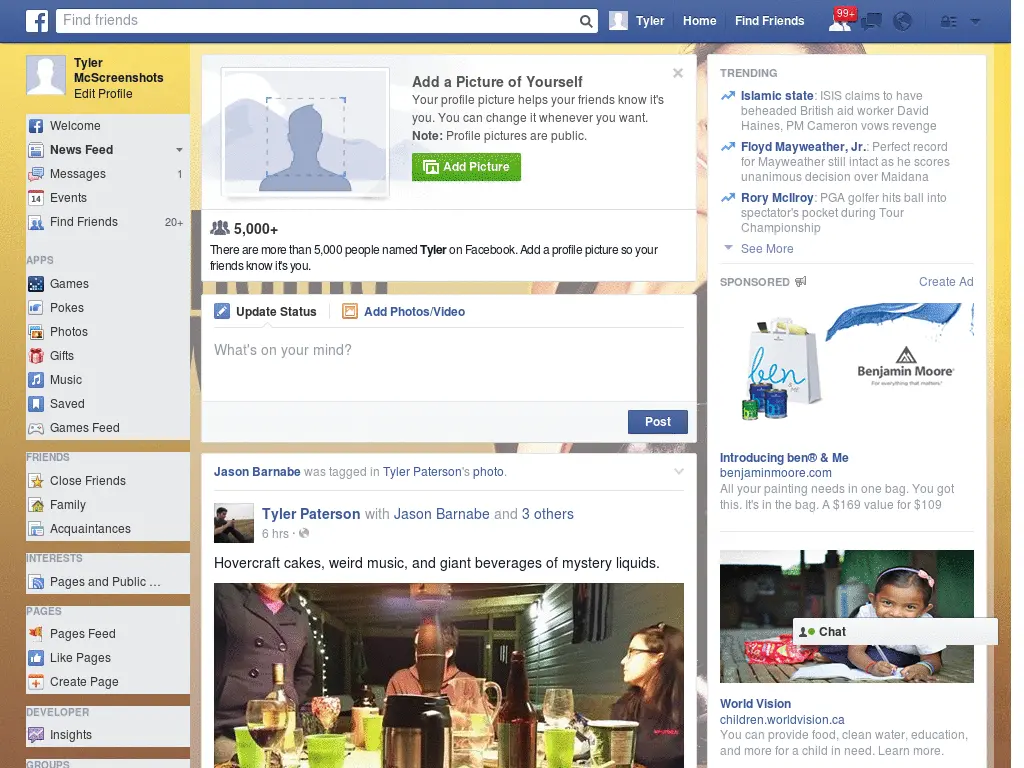 Find friends
Tyler
Home
Find Friends
99+
Tyler
McScreenshots
Edit Profile
Welcome
News Feed
Messages 1
14 Events
Find Friends 20+
APPS
Games
Pokes
Photos
Gifts
Music
Saved
Games Feed
FRIENDS
Close Friends
Family
Acquaintances
INTERESTS
Pages and Public ...
PAGES
Pages Feed
Like Pages
Create Page
DEVELOPER
Insights
GROUPS
Add a Picture of Yourself
Your profile picture helps your friends know it's
you. You can change it whenever you want.
Note: Profile pictures are public.
Add Picture
5,000+
There are more than 5,000 people named Tyler on Facebook. Add a profile picture so your
friends know it's you.
Update Status
Add Photos/Video
What's on your mind?
Post
Jason Barnabe was tagged in Tyler Paterson's photo.
Tyler Paterson with Jason Barnabe and 3 others
6 hrs ·
Hovercraft cakes, weird music, and giant beverages of mystery liquids.
TRENDING
Islamic state: ISIS claims to have
beheaded British aid worker David
Haines, PM Cameron vows revenge
Floyd Mayweather, Jr.: Perfect record
for Mayweather still intact as he scores
unanimous decision over Maidana
Rory McIlroy: PGA golfer hits ball into
spectator's pocket during Tour
Championship
See More
SPONSORED
Create Ad
ben
Benjamin Moore
For everything that matters.
Introducing ben® & Me
benjaminmoore.com
All your painting needs in one bag. You got
this. It's in the bag. A $169 value for $109
Chat
World Vision
children.worldvision.ca
You can provide food, clean water, education,
and more for a child in need. Learn more.